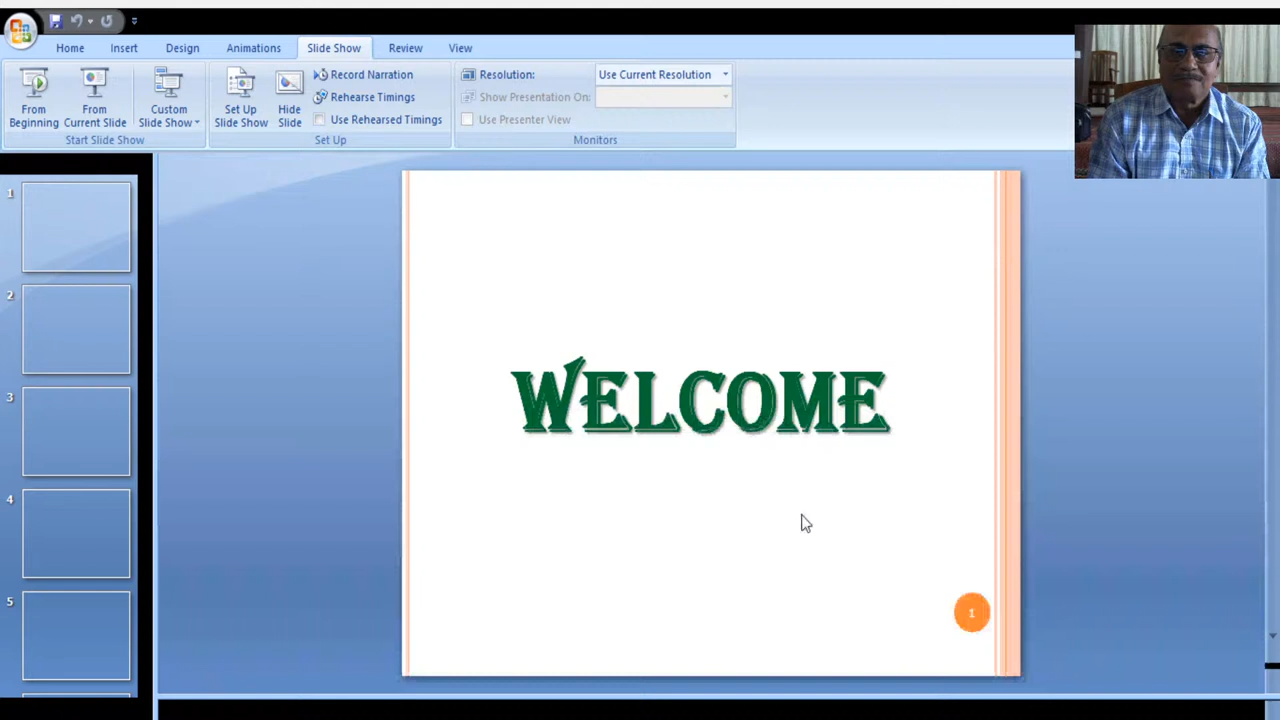 Home Insert Design Animations Slide Show Review View
From Beginning
From Current Slide
Custom Slide Show
Start Slide Show
Set Up Slide Show
Hide Slide
Record Narration
Rehearse Timings
Use Rehearsed Timings
Set Up
Resolution: Use Current Resolution
Show Presentation On:
Use Presenter View
Monitors
1
2
3
4
5
WELCOME
1